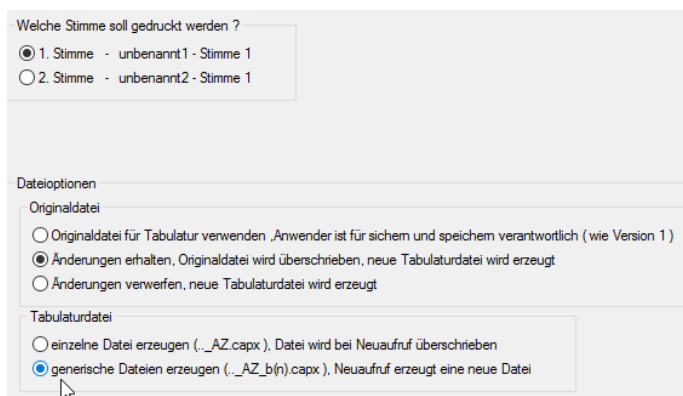 Welche Stimme soll gedruckt werden ?
1. Stimme - unbenannt1 - Stimme 1
2. Stimme - unbenannt2 - Stimme 1
Dateioptionen
Originaldatei
Originaldatei für Tabulatur verwenden ,Anwender ist für sichern und speichern verantwortlich ( wie Version 1 )
Änderungen erhalten, Originaldatei wird überschrieben, neue Tabulaturdatei wird erzeugt
Änderungen verwerfen, neue Tabulaturdatei wird erzeugt
Tabulaturdatei
einzelne Datei erzeugen (.._AZ.capx ), Datei wird bei Neuaufruf überschrieben
generische Dateien erzeugen (.._AZ_b(n).capx ), Neuaufruf erzeugt eine neue Datei